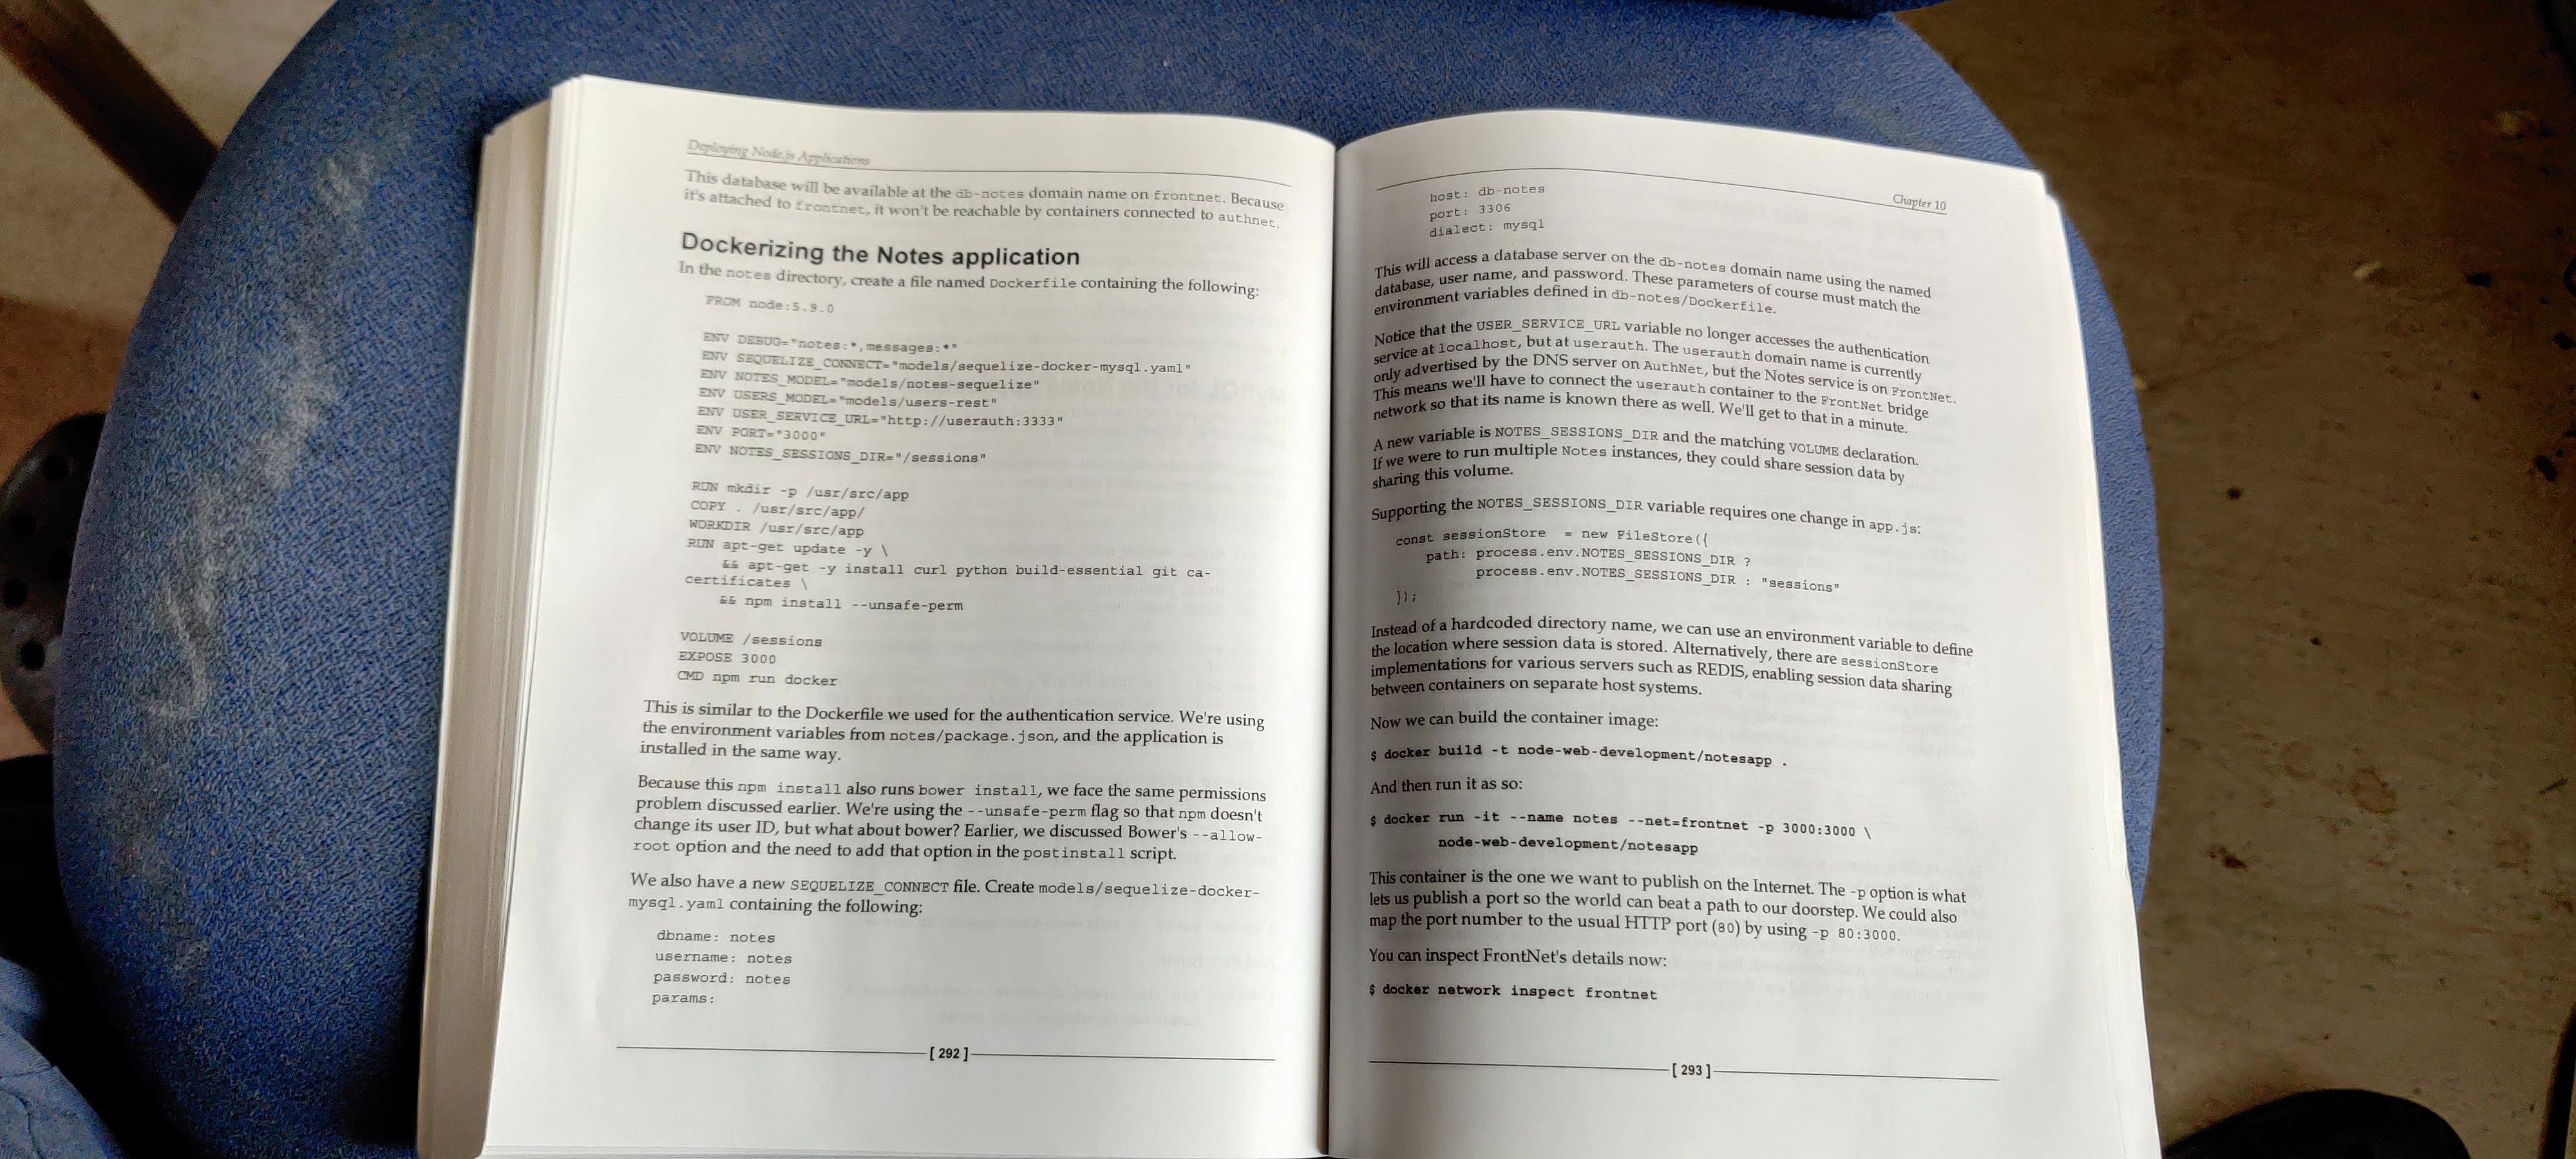 Deploying Node.js Applications
This database will be available at the db-notes domain name on frontnet. Because
it's attached to frontnet, it won't be reachable by containers connected to authnet.
Dockerizing the Notes application
In the notes directory, create a file named Dockerfile containing the following:
FROM node:5.9.0
ENV DEBUG="notes:*,messages:*"
ENV SEQUELIZE_CONNECT="models/sequelize-docker-mysql.yaml"
ENV NOTES_MODEL="models/notes-sequelize"
ENV USERS_MODEL="models/users-rest"
ENV USER_SERVICE_URL="http://userauth:3333"
ENV PORT="3000"
ENV NOTES_SESSIONS_DIR="/sessions"
RUN mkdir -p /usr/src/app
COPY . /usr/src/app/
WORKDIR /usr/src/app
RUN apt-get update -y \
&& apt-get -y install curl python build-essential git ca-
certificates \
&& npm install --unsafe-perm
VOLUME /sessions
EXPOSE 3000
CMD npm run docker
This is similar to the Dockerfile we used for the authentication service. We're using
the environment variables from notes/package.json, and the application is
installed in the same way.
Because this npm install also runs bower install, we face the same permissions
problem discussed earlier. We're using the --unsafe-perm flag so that npm doesn't
change its user ID, but what about bower? Earlier, we discussed Bower's --allow-
root option and the need to add that option in the postinstall script.
We also have a new SEQUELIZE_CONNECT file. Create models/sequelize-docker-
mysql.yaml containing the following:
dbname: notes
username: notes
password: notes
params:
[ 292 ]
Chapter 10
host: db-notes
port: 3306
dialect: mysql
This will access a database server on the db-notes domain name using the named
database, user name, and password. These parameters of course must match the
environment variables defined in db-notes/Dockerfile.
Notice that the USER_SERVICE_URL variable no longer accesses the authentication
service at localhost, but at userauth. The userauth domain name is currently
only advertised by the DNS server on AuthNet, but the Notes service is on FrontNet.
This means we'll have to connect the userauth container to the FrontNet bridge
network so that its name is known there as well. We'll get to that in a minute.
A new variable is NOTES_SESSIONS_DIR and the matching VOLUME declaration.
If we were to run multiple Notes instances, they could share session data by
sharing this volume.
Supporting the NOTES_SESSIONS_DIR variable requires one change in app.js:
const sessionStore = new FileStore({
path: process.env.NOTES_SESSIONS_DIR ?
process.env.NOTES_SESSIONS_DIR : "sessions"
});
Instead of a hardcoded directory name, we can use an environment variable to define
the location where session data is stored. Alternatively, there are sessionStore
implementations for various servers such as REDIS, enabling session data sharing
between containers on separate host systems.
Now we can build the container image:
$ docker build -t node-web-development/notesapp .
And then run it as so:
$ docker run -it --name notes --net=frontnet -p 3000:3000 \
node-web-development/notesapp
This container is the one we want to publish on the Internet. The -p option is what
lets us publish a port so the world can beat a path to our doorstep. We could also
map the port number to the usual HTTP port (80) by using -p 80:3000.
You can inspect FrontNet's details now:
$ docker network inspect frontnet
[ 293 ]